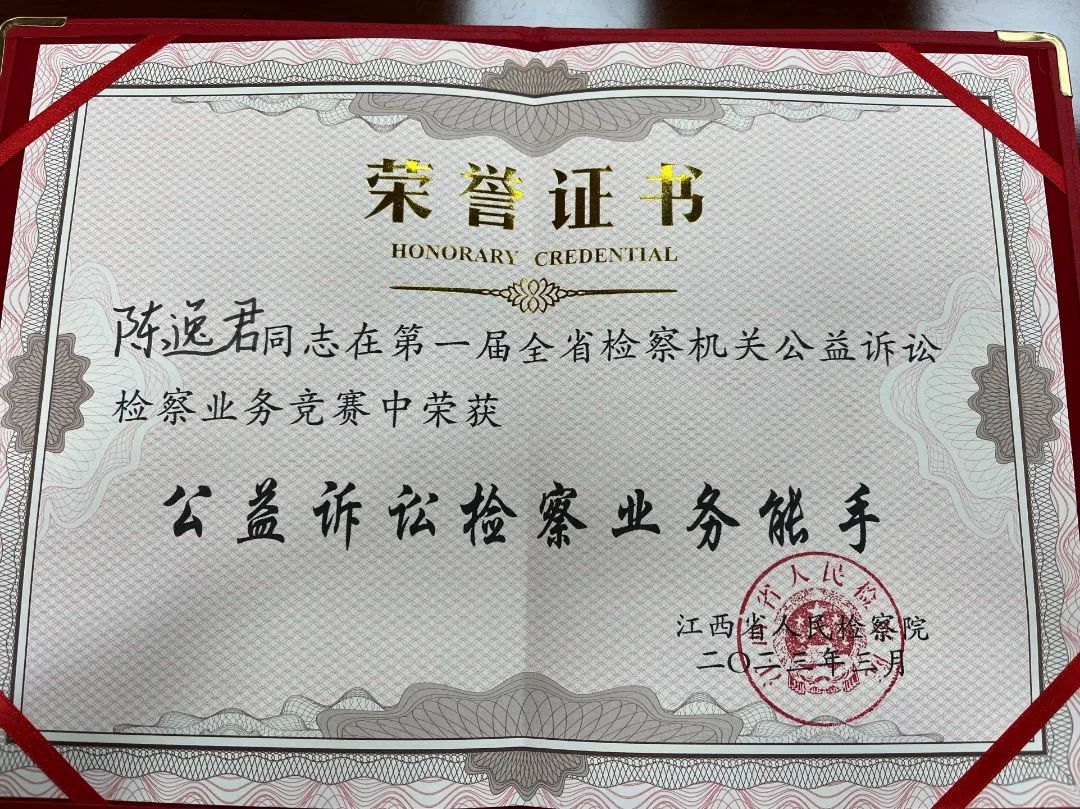 荣誉证书
HONORARY CREDENTIAL
陈逸君同志在第一届全省检察机关公益诉讼
检察业务竞赛中荣获
公益诉讼检察业务能手
江西省人民检察院
二〇二三年三月